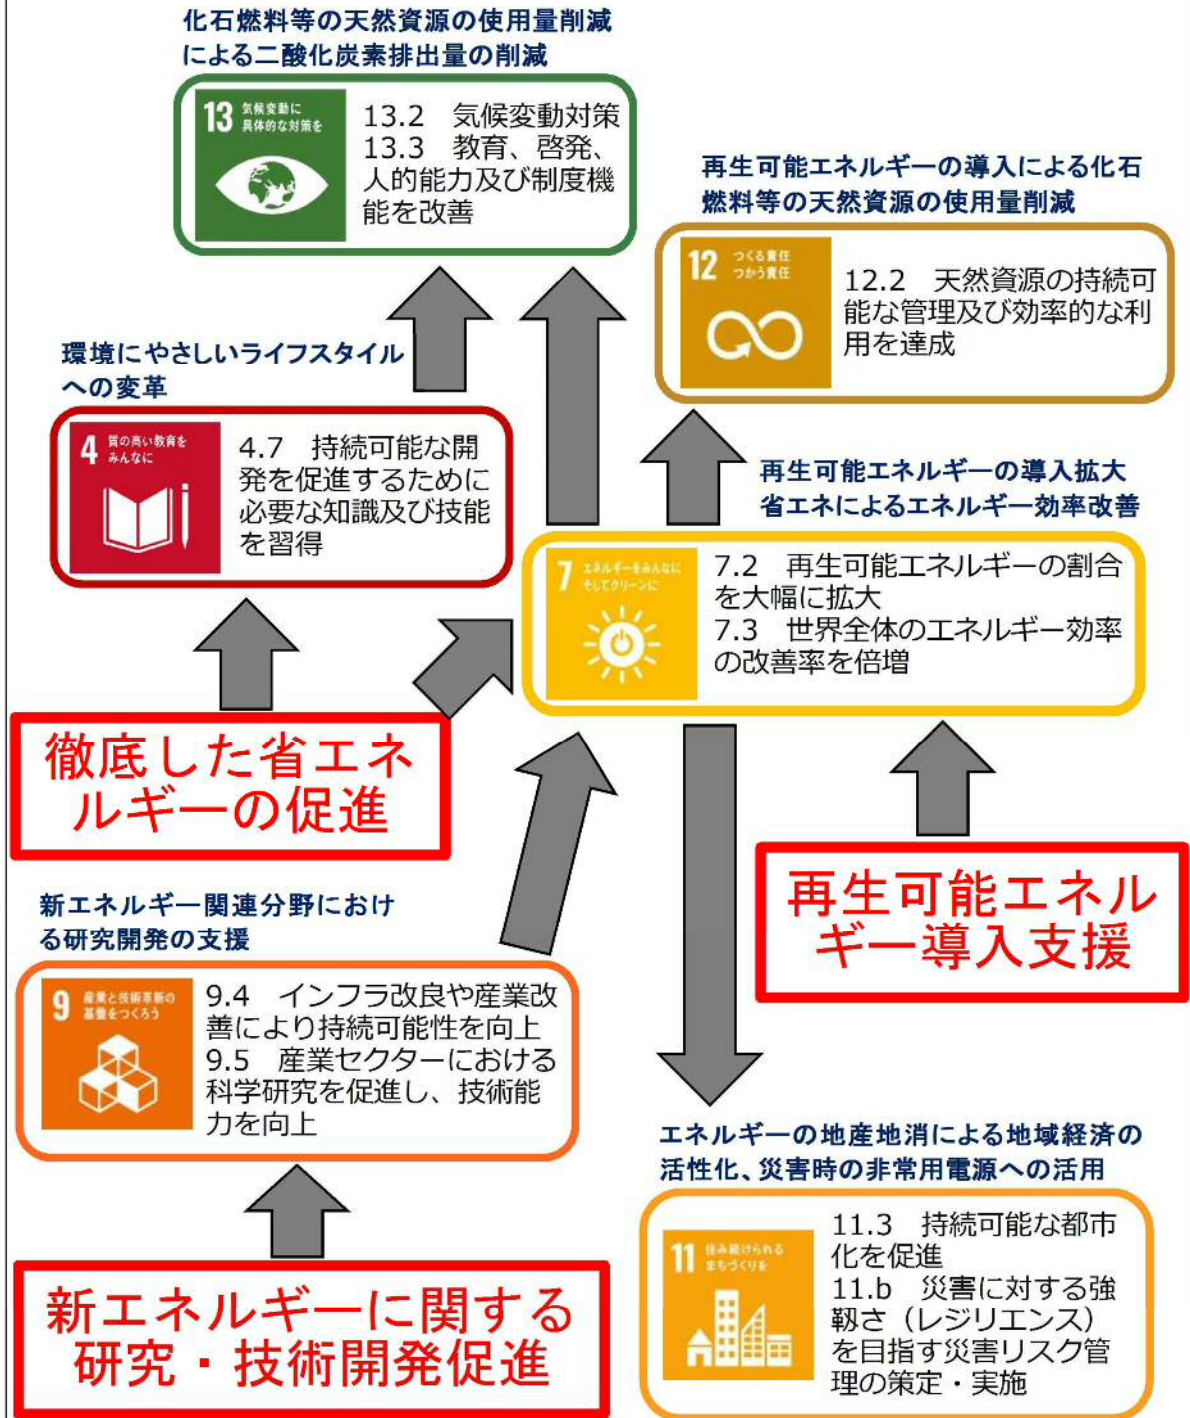 化石燃料等の天然資源の使用量削減
による二酸化炭素排出量の削減
13 気候変動に
具体的な対策を
13.2 気候変動対策
13.3 教育、啓発、
人的能力及び制度機
能を改善
再生可能エネルギーの導入による化石
燃料等の天然資源の使用量削減
12 つくる責任
つかう責任
12.2 天然資源の持続可
能な管理及び効率的な利
用を達成
環境にやさしいライフスタイル
への変革
4 質の高い教育を
みんなに
4.7 持続可能な開
発を促進するために
必要な知識及び技能
を習得
再生可能エネルギーの導入拡大
省エネによるエネルギー効率改善
7 エネルギーをみんなに
そしてクリーンに
7.2 再生可能エネルギーの割合
を大幅に拡大
7.3 世界全体のエネルギー効率
の改善率を倍増
徹底した省エネ
ルギーの促進
再生可能エネル
ギー導入支援
新エネルギー関連分野におけ
る研究開発の支援
9 産業と技術革新の
基盤をつくろう
9.4 インフラ改良や産業改
善により持続可能性を向上
9.5 産業セクターにおける
科学研究を促進し、技術能
力を向上
エネルギーの地産地消による地域経済の
活性化、災害時の非常用電源への活用
11 住み続けられる
まちづくりを
11.3 持続可能な都市
化を促進
11.b 災害に対する強
靱さ（レジリエンス）
を目指す災害リスク管
理の策定・実施
新エネルギーに関する
研究・技術開発促進